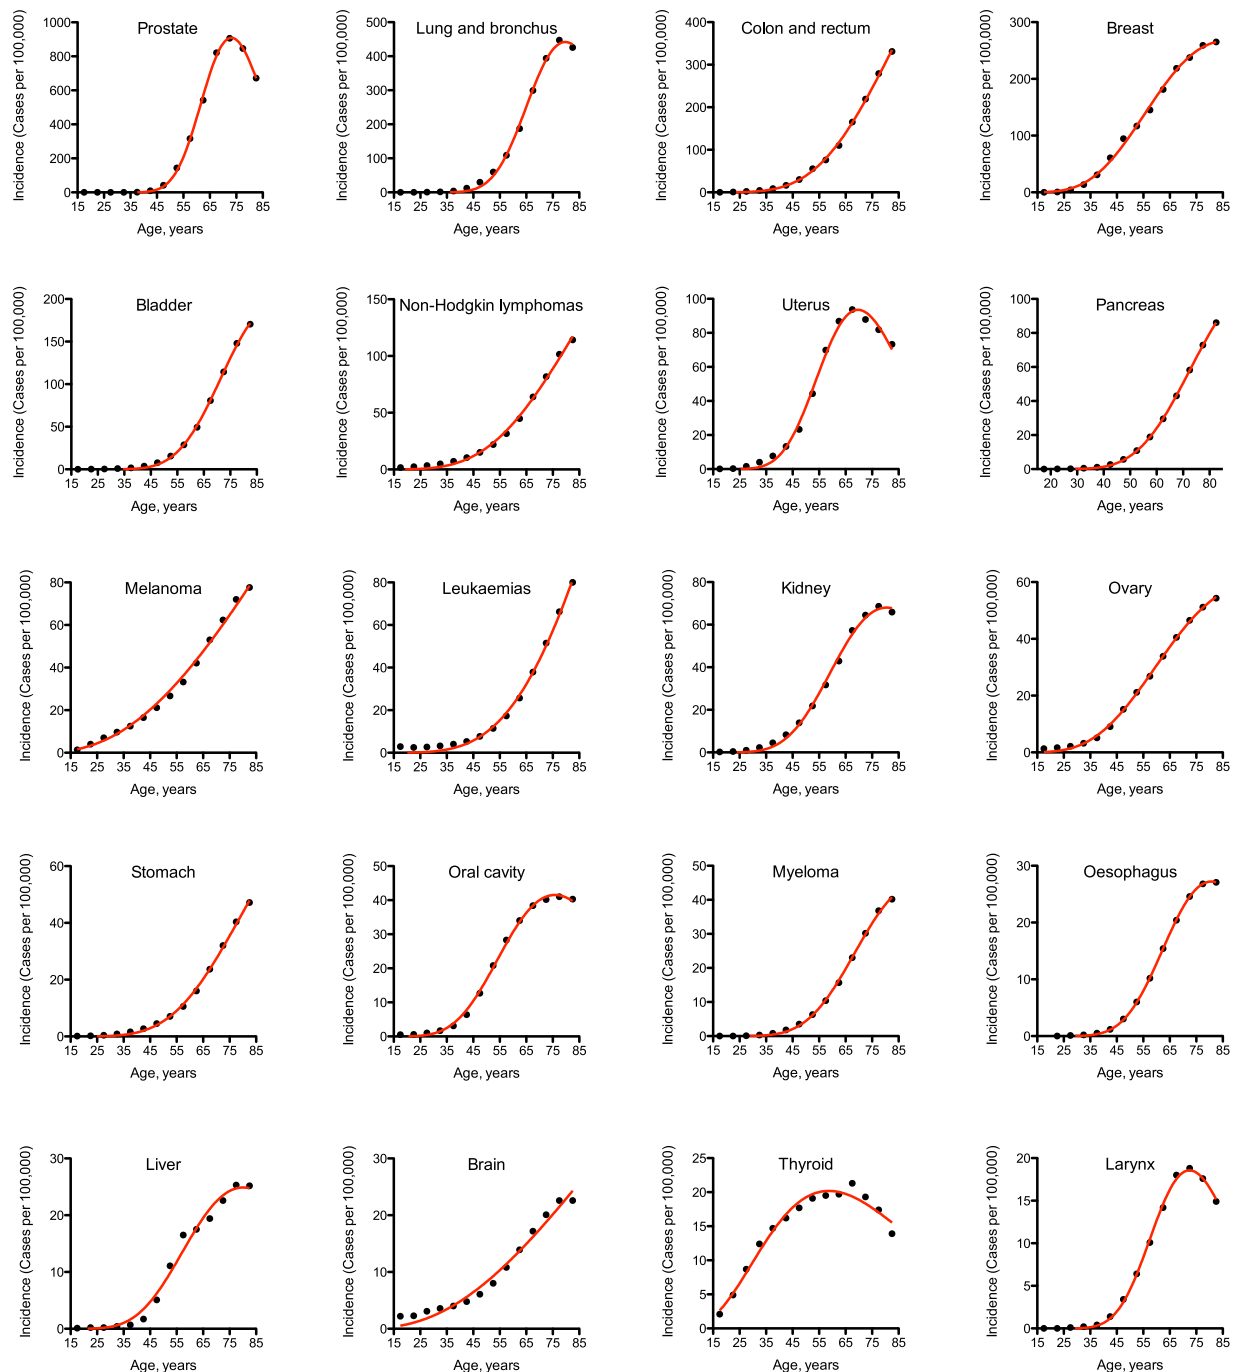 Prostate
Incidence (Cases per 100,000)
1000
800
600
400
200
0
15 25 35 45 55 65 75 85
Age, years
Lung and bronchus
Incidence (Cases per 100,000)
500
400
300
200
100
0
15 25 35 45 55 65 75 85
Age, years
Colon and rectum
Incidence (Cases per 100,000)
400
300
200
100
0
15 25 35 45 55 65 75 85
Age, years
Breast
Incidence (Cases per 100,000)
300
200
100
0
15 25 35 45 55 65 75 85
Age, years
Bladder
Incidence (Cases per 100,000)
200
150
100
50
0
15 25 35 45 55 65 75 85
Age, years
Non-Hodgkin lymphomas
Incidence (Cases per 100,000)
150
100
50
0
15 25 35 45 55 65 75 85
Age, years
Uterus
Incidence (Cases per 100,000)
100
80
60
40
20
0
15 25 35 45 55 65 75 85
Age, years
Pancreas
Incidence (Cases per 100,000)
100
80
60
40
20
0
20 30 40 50 60 70 80
Age, years
Melanoma
Incidence (Cases per 100,000)
80
60
40
20
0
15 25 35 45 55 65 75 85
Age, years
Leukaemias
Incidence (Cases per 100,000)
80
60
40
20
0
15 25 35 45 55 65 75 85
Age, years
Kidney
Incidence (Cases per 100,000)
80
60
40
20
0
15 25 35 45 55 65 75 85
Age, years
Ovary
Incidence (Cases per 100,000)
60
40
20
0
15 25 35 45 55 65 75 85
Age, years
Stomach
Incidence (Cases per 100,000)
60
40
20
0
15 25 35 45 55 65 75 85
Age, years
Oral cavity
Incidence (Cases per 100,000)
50
40
30
20
10
0
15 25 35 45 55 65 75 85
Age, years
Myeloma
Incidence (Cases per 100,000)
50
40
30
20
10
0
15 25 35 45 55 65 75 85
Age, years
Oesophagus
Incidence (Cases per 100,000)
30
20
10
0
15 25 35 45 55 65 75 85
Age, years
Liver
Incidence (Cases per 100,000)
30
20
10
0
15 25 35 45 55 65 75 85
Age, years
Brain
Incidence (Cases per 100,000)
30
20
10
0
15 25 35 45 55 65 75 85
Age, years
Thyroid
Incidence (Cases per 100,000)
25
20
15
10
5
0
15 25 35 45 55 65 75 85
Age, years
Larynx
Incidence (Cases per 100,000)
20
15
10
5
0
15 25 35 45 55 65 75 85
Age, years